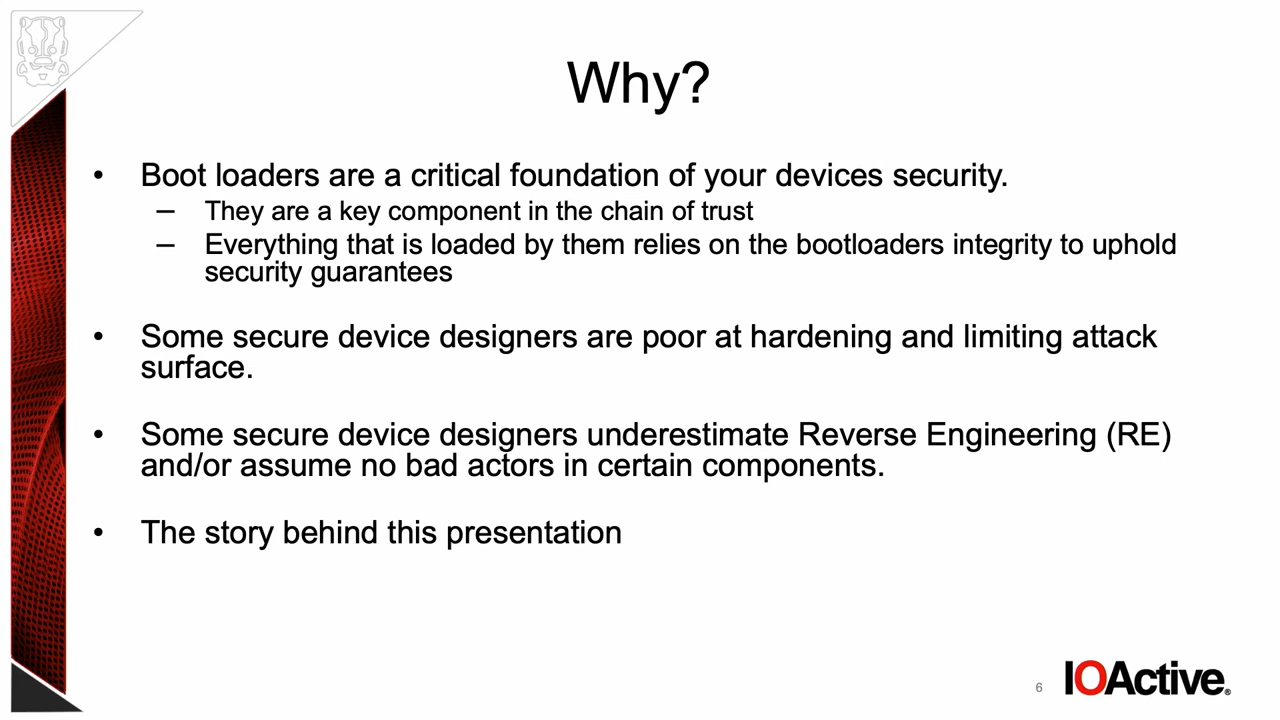 Why?
• Boot loaders are a critical foundation of your devices security.
– They are a key component in the chain of trust
– Everything that is loaded by them relies on the bootloaders integrity to uphold
security guarantees
• Some secure device designers are poor at hardening and limiting attack
surface.
• Some secure device designers underestimate Reverse Engineering (RE)
and/or assume no bad actors in certain components.
• The story behind this presentation
6
IOActive®